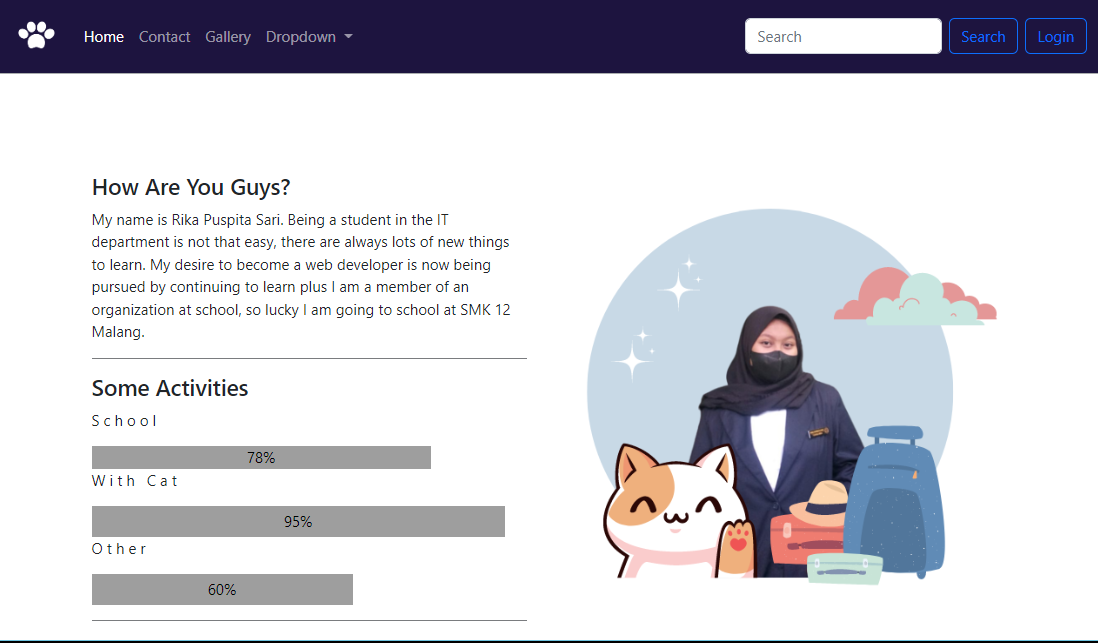 Home Contact Gallery Dropdown Search Search Login
How Are You Guys?
My name is Rika Puspita Sari. Being a student in the IT
department is not that easy, there are always lots of new things
to learn. My desire to become a web developer is now being
pursued by continuing to learn plus I am a member of an
organization at school, so lucky I am going to school at SMK 12
Malang.
Some Activities
School
78%
With Cat
95%
Other
60%